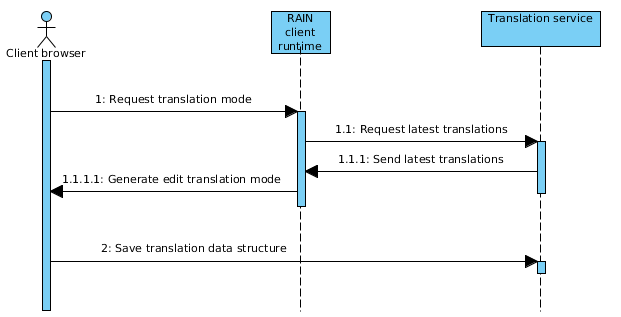 RAIN
client
runtime
Translation service
Client browser
1: Request translation mode
1.1: Request latest translations
1.1.1: Send latest translations
1.1.1.1: Generate edit translation mode
2: Save translation data structure